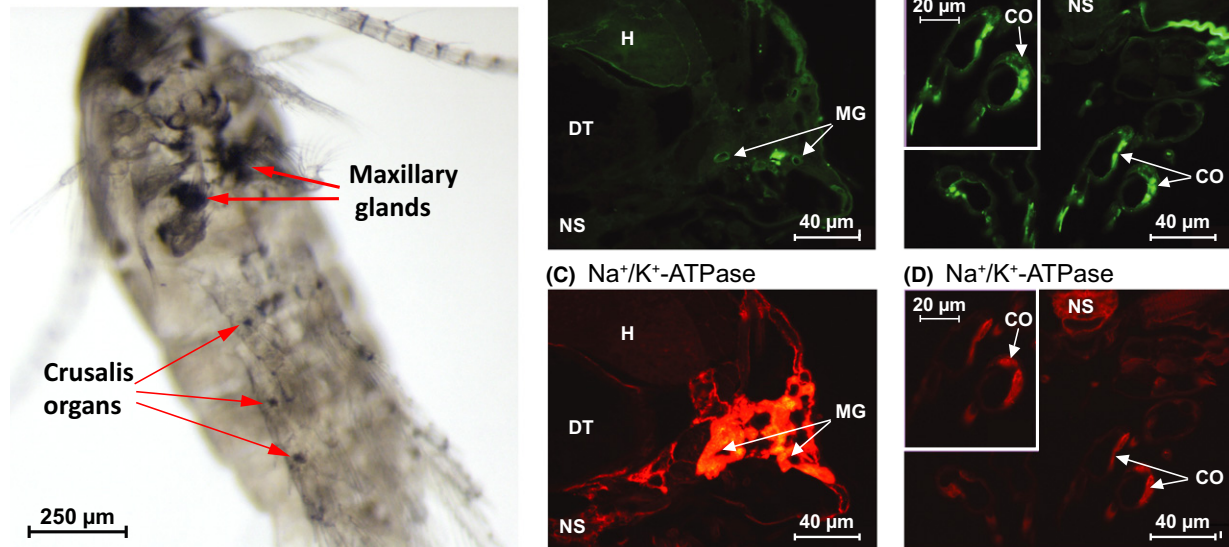 Maxillary
glands
Crusalis
organs
250 µm
H
DT
MG
NS
40 µm
20 µm
CO
NS
CO
40 µm
(C) Na⁺/K⁺-ATPase
H
DT
MG
NS
40 µm
(D) Na⁺/K⁺-ATPase
20 µm
CO
NS
CO
40 µm